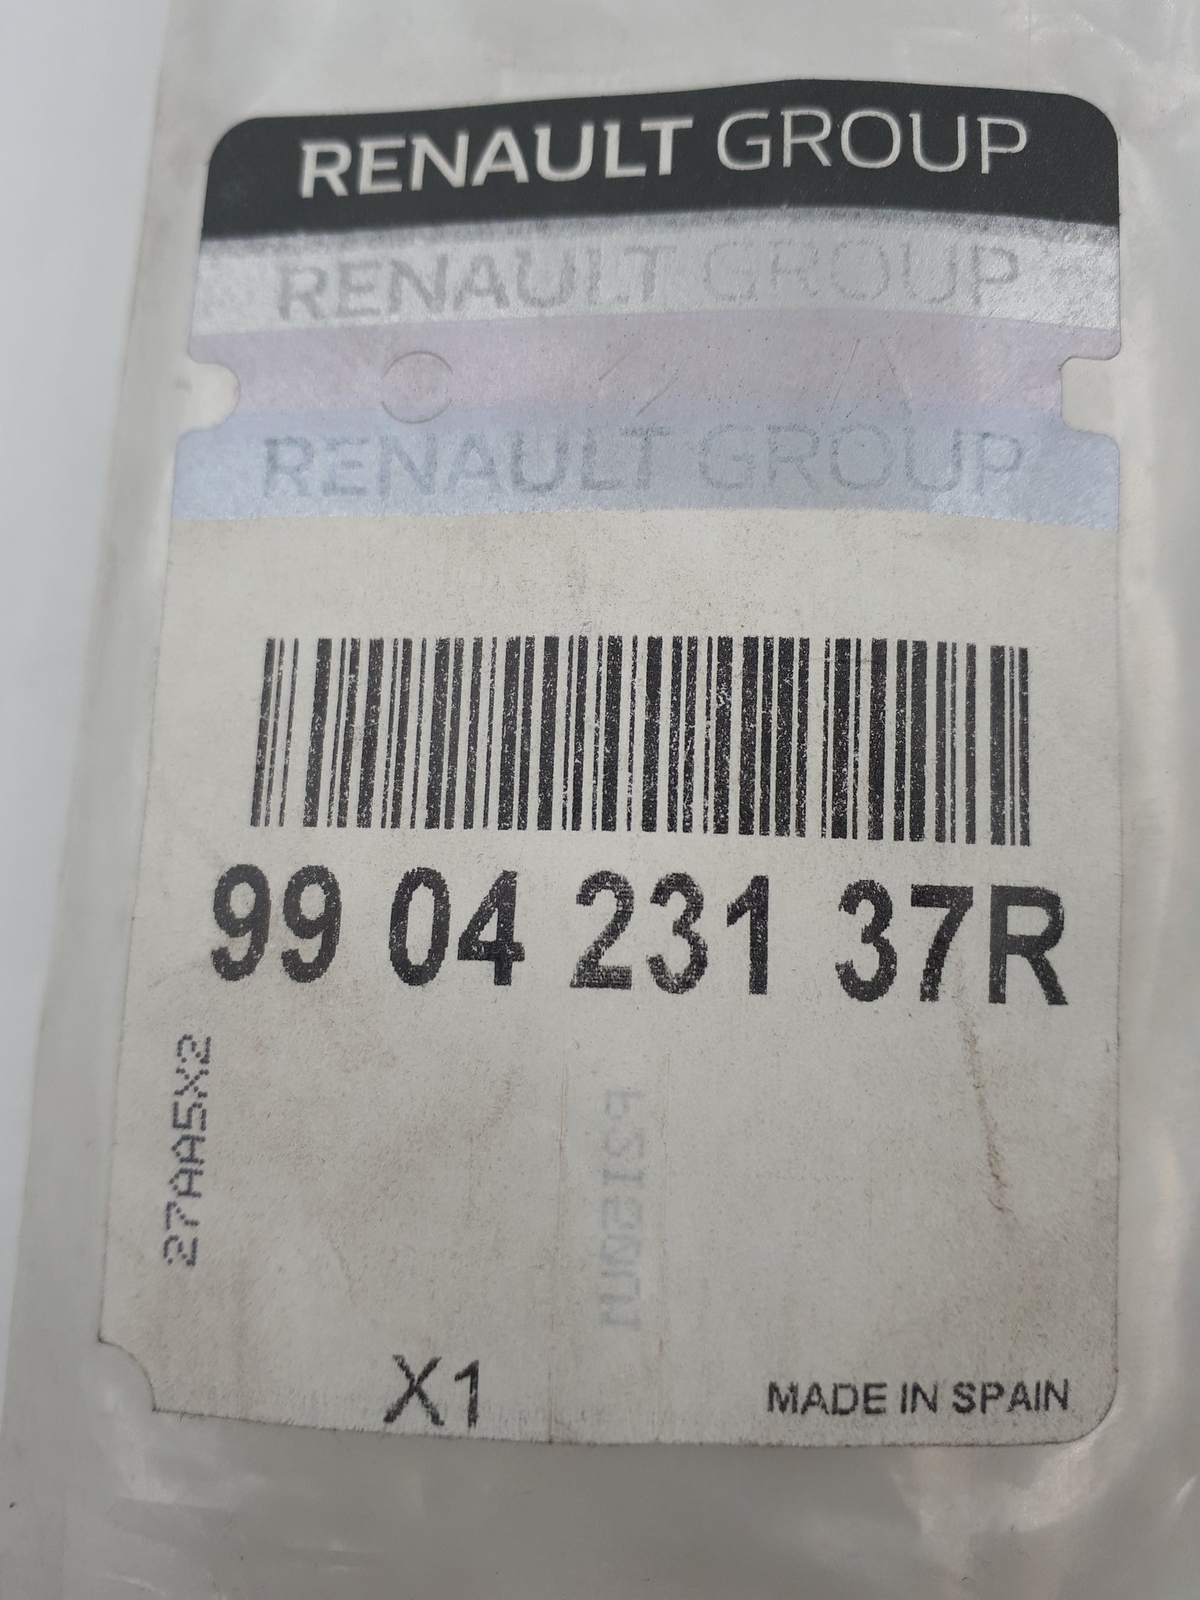 RENAULT GROUP
RENAULT GROUP
RENAULT GROUP
99 04 231 37R
27AA5X2
X1
MADE IN SPAIN